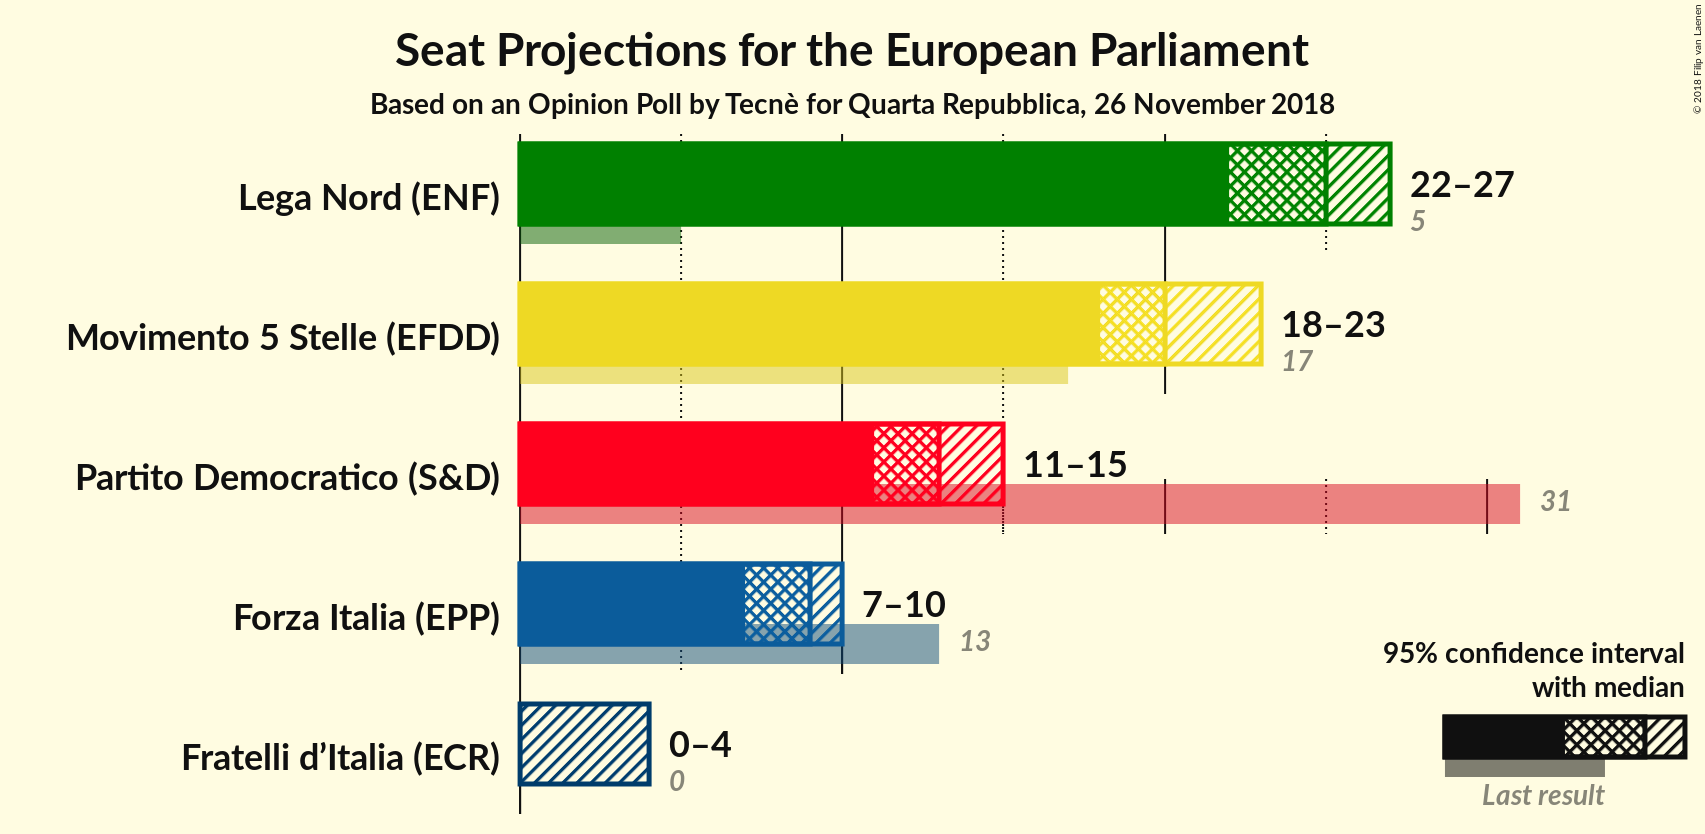 Seat Projections for the European Parliament
Based on an Opinion Poll by Tecnè for Quarta Repubblica, 26 November 2018
© 2018 Filip van Laenen
Lega Nord (ENF)
22–27
5
Movimento 5 Stelle (EFDD)
18–23
17
Partito Democratico (S&D)
11–15
31
Forza Italia (EPP)
7–10
13
Fratelli d’Italia (ECR)
0–4
0
95% confidence interval
with median
Last result